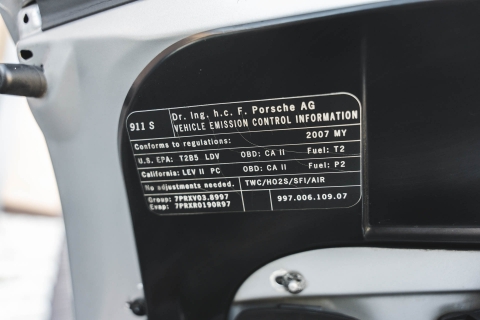 911 S
Dr. Ing. h.c. F. Porsche AG
VEHICLE EMISSION CONTROL INFORMATION
Conforms to regulations: 2007 MY
U.S. EPA: T2B5 LDV OBD: CA II Fuel: T2
California: LEV II PC OBD: CA II Fuel: P2
No adjustments needed. TWC/HO2S/SFI/AIR
Group: 7PRXV03.8997
Evap: 7PRXR0190R97
997.006.109.07